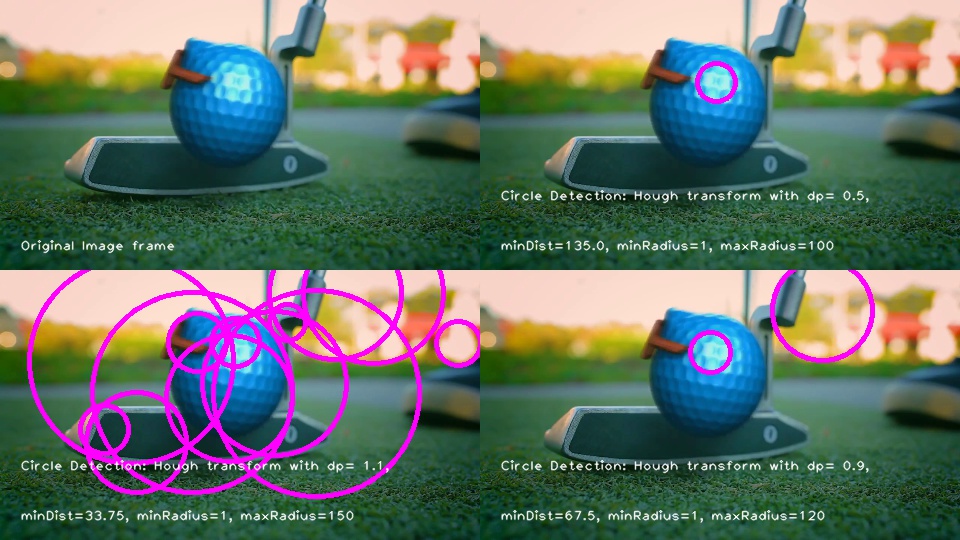 Original Image frame
Circle Detection: Hough transform with dp= 0.5,
minDist=135.0, minRadius=1, maxRadius=100
Circle Detection: Hough transform with dp= 1.1,
minDist=33.75, minRadius=1, maxRadius=150
Circle Detection: Hough transform with dp= 0.9,
minDist=67.5, minRadius=1, maxRadius=120